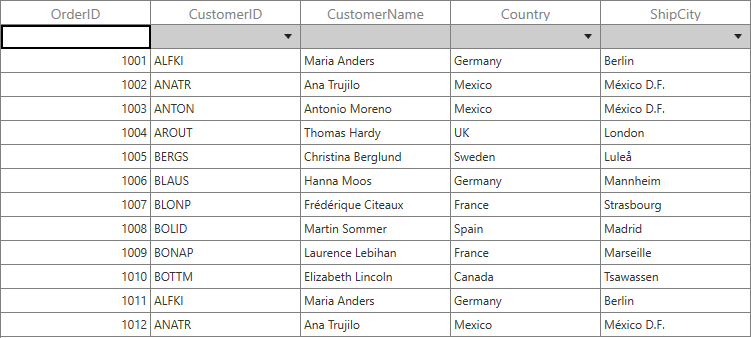 OrderID CustomerID CustomerName Country ShipCity
1001 ALFKI Maria Anders Germany Berlin
1002 ANATR Ana Trujilo Mexico México D.F.
1003 ANTON Antonio Moreno Mexico México D.F.
1004 AROUT Thomas Hardy UK London
1005 BERGS Christina Berglund Sweden Luleå
1006 BLAUS Hanna Moos Germany Mannheim
1007 BLONP Frédérique Citeaux France Strasbourg
1008 BOLID Martin Sommer Spain Madrid
1009 BONAP Laurence Lebihan France Marseille
1010 BOTTM Elizabeth Lincoln Canada Tsawassen
1011 ALFKI Maria Anders Germany Berlin
1012 ANATR Ana Trujilo Mexico México D.F.